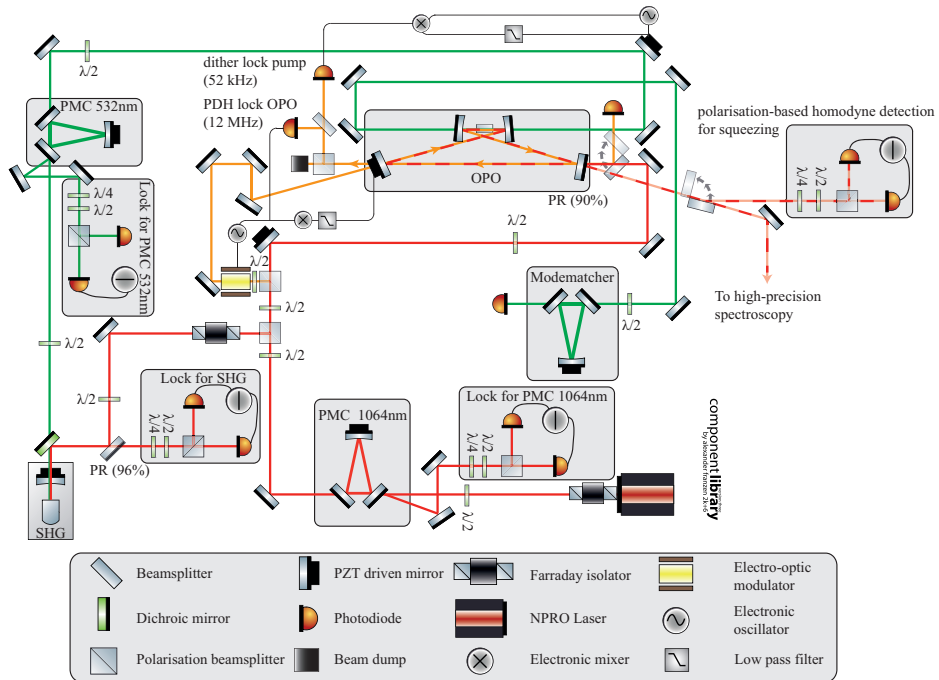 λ/2
dither lock pump
(52 kHz)
PDH lock OPO
(12 MHz)
PMC 532nm
polarisation-based homodyne detection
for squeezing
λ/4
λ/2
Lock for PMC 532nm
OPO
PR (90%)
λ/4
λ/2
λ/2
λ/2
λ/2
To high-precision
spectroscopy
Modematcher
λ/2
λ/2
λ/2
λ/2
Lock for SHG
λ/4
λ/2
PR (96%)
SHG
PMC 1064nm
Lock for PMC 1064nm
λ/4
λ/2
λ/2
componentlibrary
by alexander franzen 2k+6
Beamsplitter
PZT driven mirror
Farraday isolator
Electro-optic
modulator
Dichroic mirror
Photodiode
NPRO Laser
Electronic
oscillator
Polarisation beamsplitter
Beam dump
Electronic mixer
Low pass filter